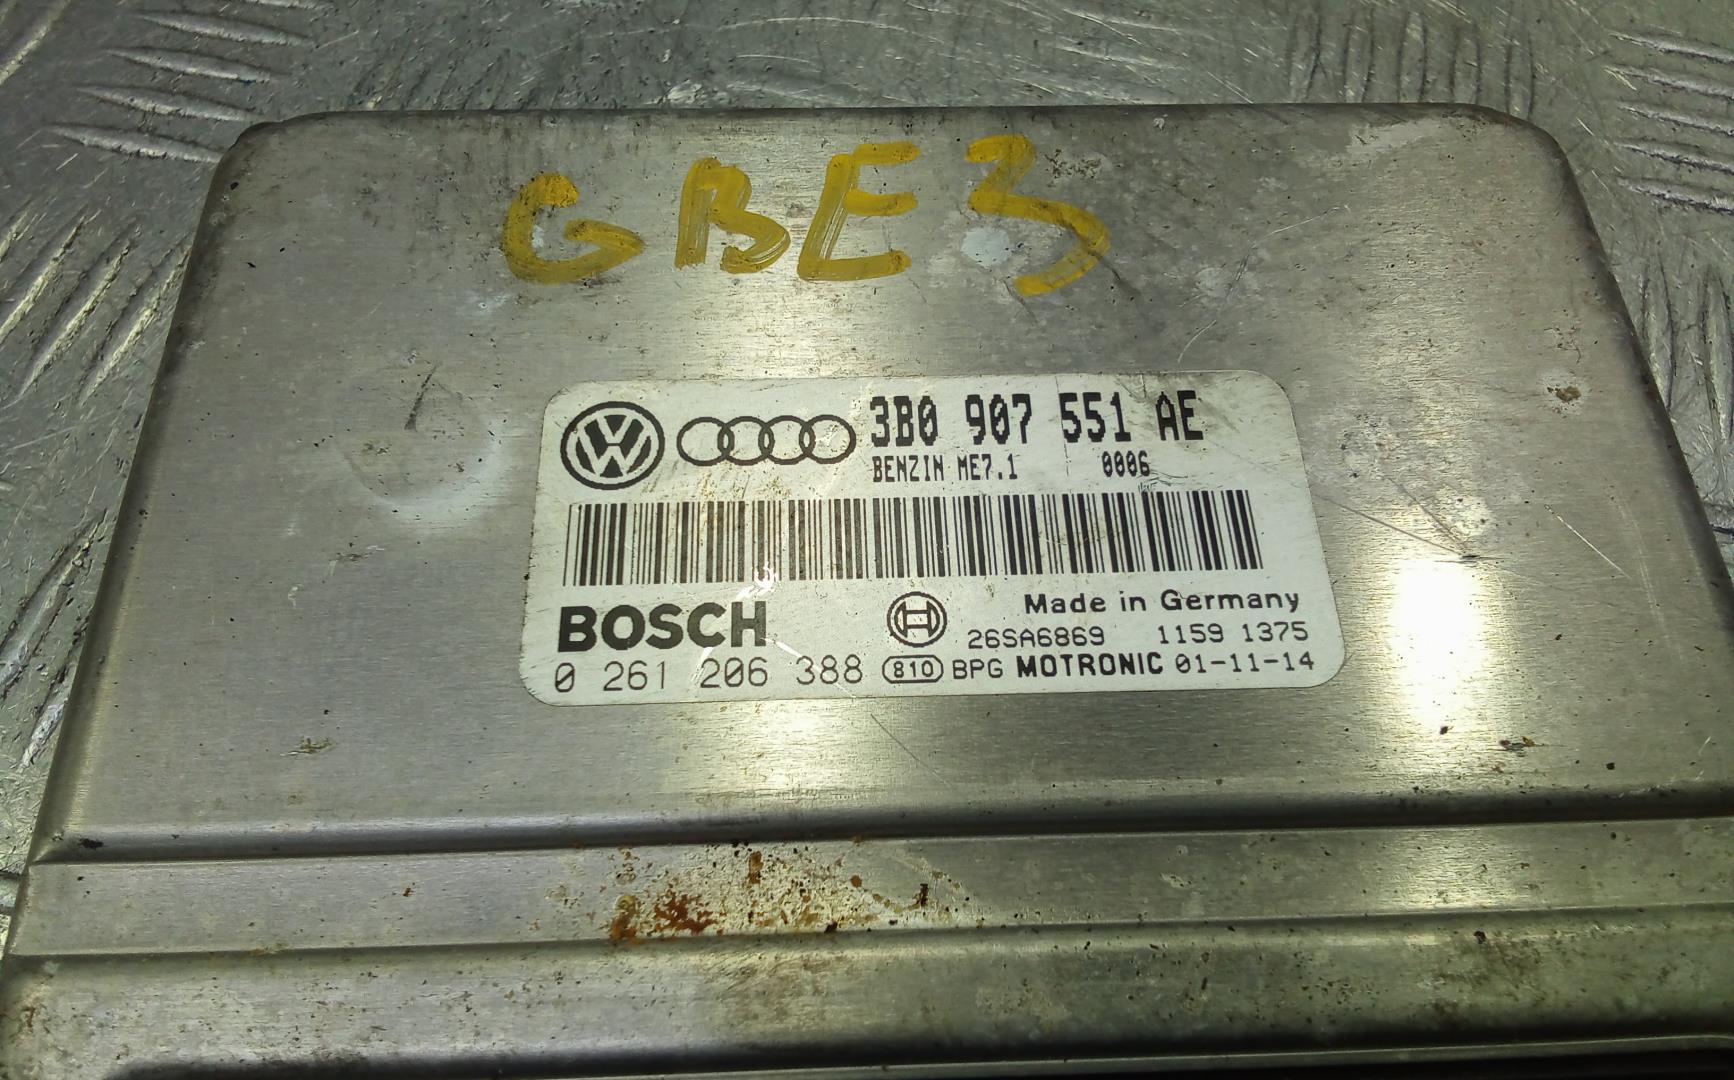 GBE3
3B0 907 551 AE
BENZIN ME7.1 0006
BOSCH
Made in Germany
26SA6869 1159 1375
0 261 206 388 810 BPG MOTRONIC 01-11-14